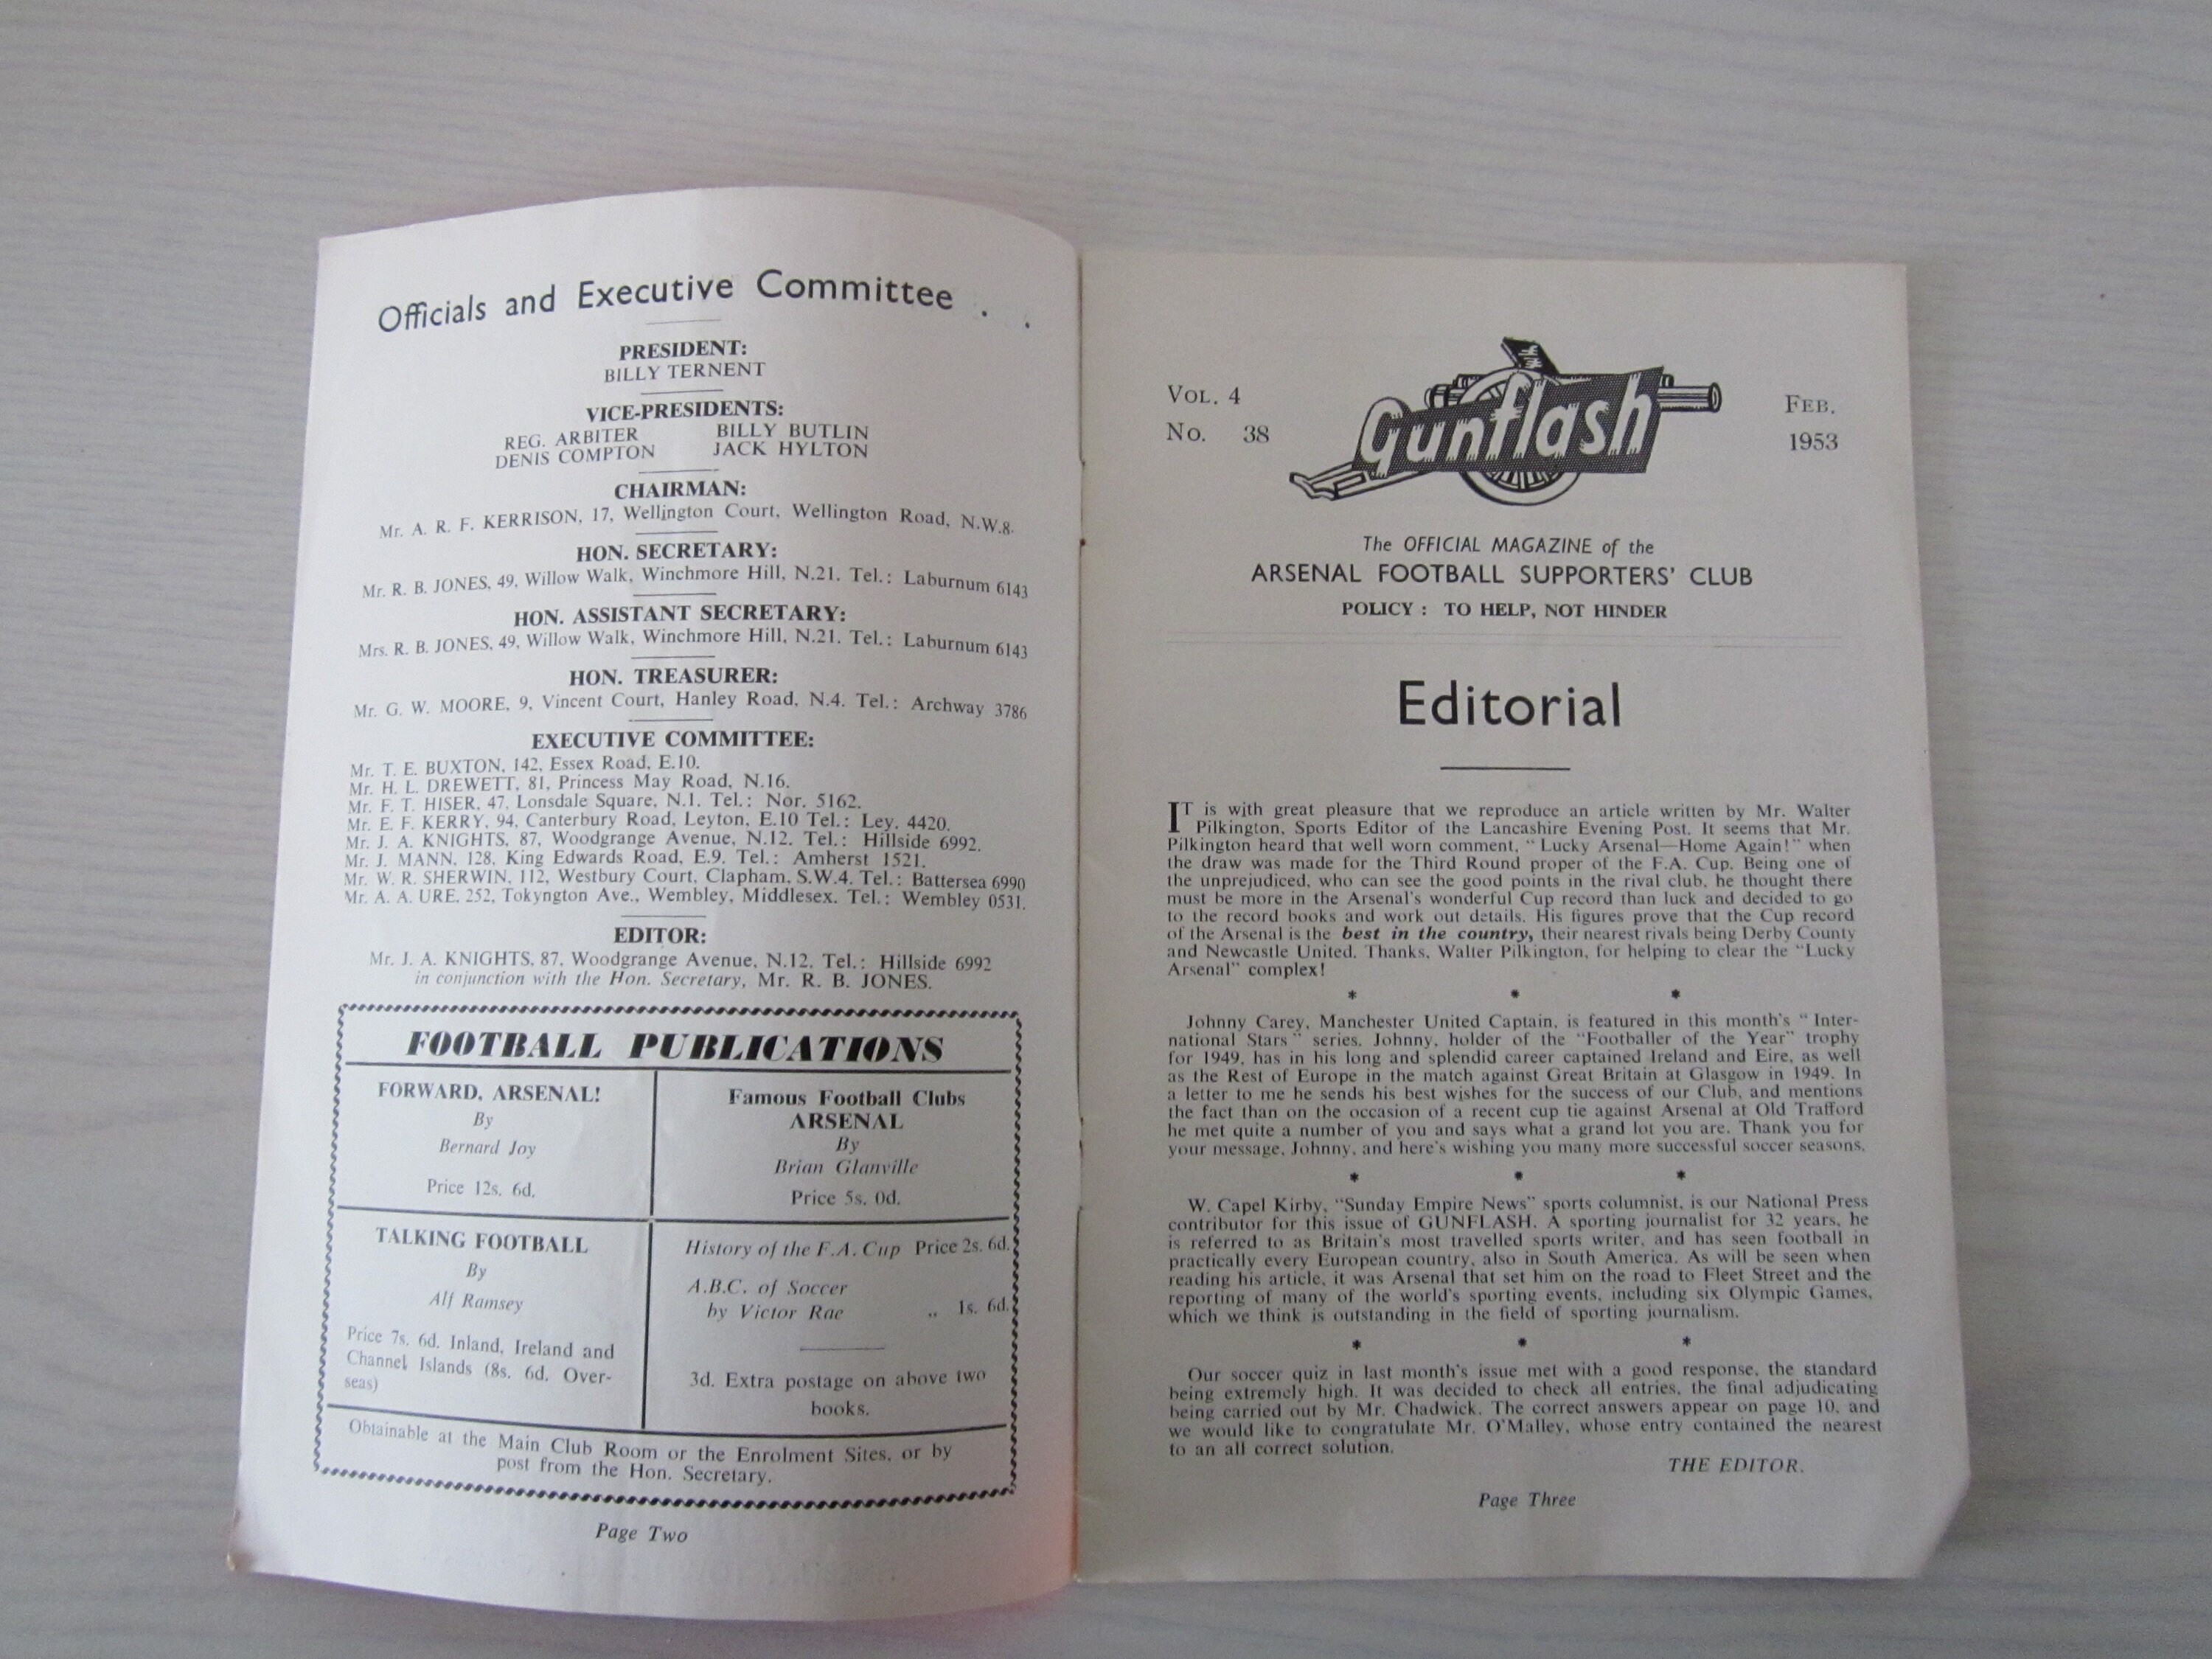 Officials and Executive Committee . .
PRESIDENT:
BILLY TERNENT
VICE-PRESIDENTS:
REG. ARBITER BILLY BUTLIN
DENIS COMPTON JACK HYLTON
CHAIRMAN:
Mr. A. R. F. KERRISON, 17, Wellington Court, Wellington Road, N.W.8.
HON. SECRETARY:
Mr. R. B. JONES, 49, Willow Walk, Winchmore Hill, N.21. Tel.: Laburnum 6143
HON. ASSISTANT SECRETARY:
Mrs. R. B. JONES, 49, Willow Walk, Winchmore Hill, N.21. Tel.: Laburnum 6143
HON. TREASURER:
Mr. G. W. MOORE, 9, Vincent Court, Hanley Road, N.4. Tel.: Archway 3786
EXECUTIVE COMMITTEE:
Mr. T. E. BUXTON, 142, Essex Road, E.10.
Mr. H. L. DREWETT, 81, Princess May Road, N.16.
Mr. F. T. HISER, 47, Lonsdale Square, N.1. Tel.: Nor. 5162.
Mr. E. F. KERRY, 94, Canterbury Road, Leyton, E.10 Tel.: Ley. 4420.
Mr. J. A. KNIGHTS, 87, Woodgrange Avenue, N.12. Tel.: Hillside 6992.
Mr. J. MANN, 128, King Edwards Road, E.9. Tel.: Amherst 1521.
Mr. W. R. SHERWIN, 112, Westbury Court, Clapham, S.W.4. Tel.: Battersea 6990
Mr. A. A. URE, 252, Tokyngton Ave., Wembley, Middlesex. Tel.: Wembley 0531.
EDITOR:
Mr. J. A. KNIGHTS, 87, Woodgrange Avenue, N.12. Tel.: Hillside 6992
in conjunction with the Hon. Secretary, Mr. R. B. JONES.
FOOTBALL PUBLICATIONS
FORWARD, ARSENAL!
By
Bernard Joy
Price 12s. 6d.
Famous Football Clubs
ARSENAL
By
Brian Glanville
Price 5s. 0d.
TALKING FOOTBALL
By
Alf Ramsey
Price 7s. 6d. Inland, Ireland and
Channel Islands (8s. 6d. Over-
seas)
History of the F.A. Cup Price 2s. 6d.
A.B.C. of Soccer
by Victor Rae ,, 1s. 6d.
3d. Extra postage on above two
books.
Obtainable at the Main Club Room or the Enrolment Sites, or by
post from the Hon. Secretary.
Page Two
VOL. 4
No. 38
Gunflash
FEB.
1953
The OFFICIAL MAGAZINE of the
ARSENAL FOOTBALL SUPPORTERS' CLUB
POLICY : TO HELP, NOT HINDER
Editorial
IT is with great pleasure that we reproduce an article written by Mr. Walter
Pilkington, Sports Editor of the Lancashire Evening Post. It seems that Mr.
Pilkington heard that well worn comment, "Lucky Arsenal—Home Again!" when
the draw was made for the Third Round proper of the F.A. Cup. Being one of
the unprejudiced, who can see the good points in the rival club, he thought there
must be more in the Arsenal's wonderful Cup record than luck and decided to go
to the record books and work out details. His figures prove that the Cup record
of the Arsenal is the best in the country, their nearest rivals being Derby County
and Newcastle United. Thanks, Walter Pilkington, for helping to clear the "Lucky
Arsenal" complex!
* * *
Johnny Carey, Manchester United Captain, is featured in this month's "Inter-
national Stars" series. Johnny, holder of the "Footballer of the Year" trophy
for 1949, has in his long and splendid career captained Ireland and Eire, as well
as the Rest of Europe in the match against Great Britain at Glasgow in 1949. In
a letter to me he sends his best wishes for the success of our Club, and mentions
the fact than on the occasion of a recent cup tie against Arsenal at Old Trafford
he met quite a number of you and says what a grand lot you are. Thank you for
your message, Johnny, and here's wishing you many more successful soccer seasons.
* * *
W. Capel Kirby, "Sunday Empire News" sports columnist, is our National Press
contributor for this issue of GUNFLASH. A sporting journalist for 32 years, he
is referred to as Britain's most travelled sports writer, and has seen football in
practically every European country, also in South America. As will be seen when
reading his article, it was Arsenal that set him on the road to Fleet Street and the
reporting of many of the world's sporting events, including six Olympic Games,
which we think is outstanding in the field of sporting journalism.
* * *
Our soccer quiz in last month's issue met with a good response, the standard
being extremely high. It was decided to check all entries, the final adjudicating
being carried out by Mr. Chadwick. The correct answers appear on page 10, and
we would like to congratulate Mr. O'Malley, whose entry contained the nearest
to an all correct solution.
THE EDITOR.
Page Three